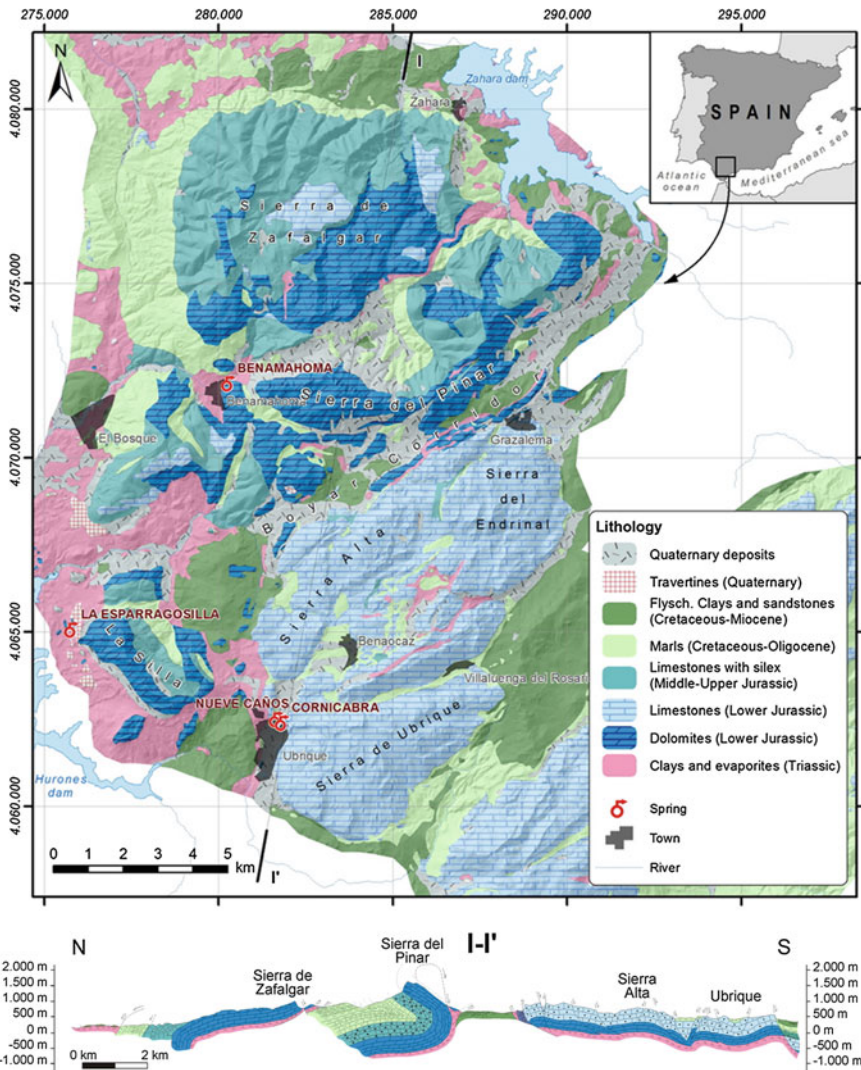 275.000 280.000 285.000 290.000 295.000
N
I
Zahara dam
Zahara
4.080.000
SPAIN
Atlantic
ocean
Mediterranean sea
Sierra de
Zafalgar
4.075.000
BENAMAHOMA
Benamahoma
Sierra del Pinar
El Bosque
Boyar Corridor
Grazalema
4.070.000
Sierra
del
Endrinal
Sierra Alta
LA ESPARRAGOSILLA
La Silla
4.065.000
Benaocaz
Villaluenga del Rosari
NUEVE CAÑOS
CORNICABRA
Ubrique
Sierra de Ubrique
Hurones
dam
4.060.000
0 1 2 3 4 5
km
I'
Lithology
Quaternary deposits
Travertines (Quaternary)
Flysch. Clays and sandstones
(Cretaceous-Miocene)
Marls (Cretaceous-Oligocene)
Limestones with silex
(Middle-Upper Jurassic)
Limestones (Lower Jurassic)
Dolomites (Lower Jurassic)
Clays and evaporites (Triassic)
Spring
Town
River
N
I-I'
S
Sierra de
Zafalgar
Sierra del
Pinar
Sierra
Alta
Ubrique
2.000 m
1.500 m
1.000 m
500 m
0 m
-500 m
-1.000 m
0 km 2 km
2.000 m
1.500 m
1.000 m
500 m
0 m
-500 m
-1.000 m